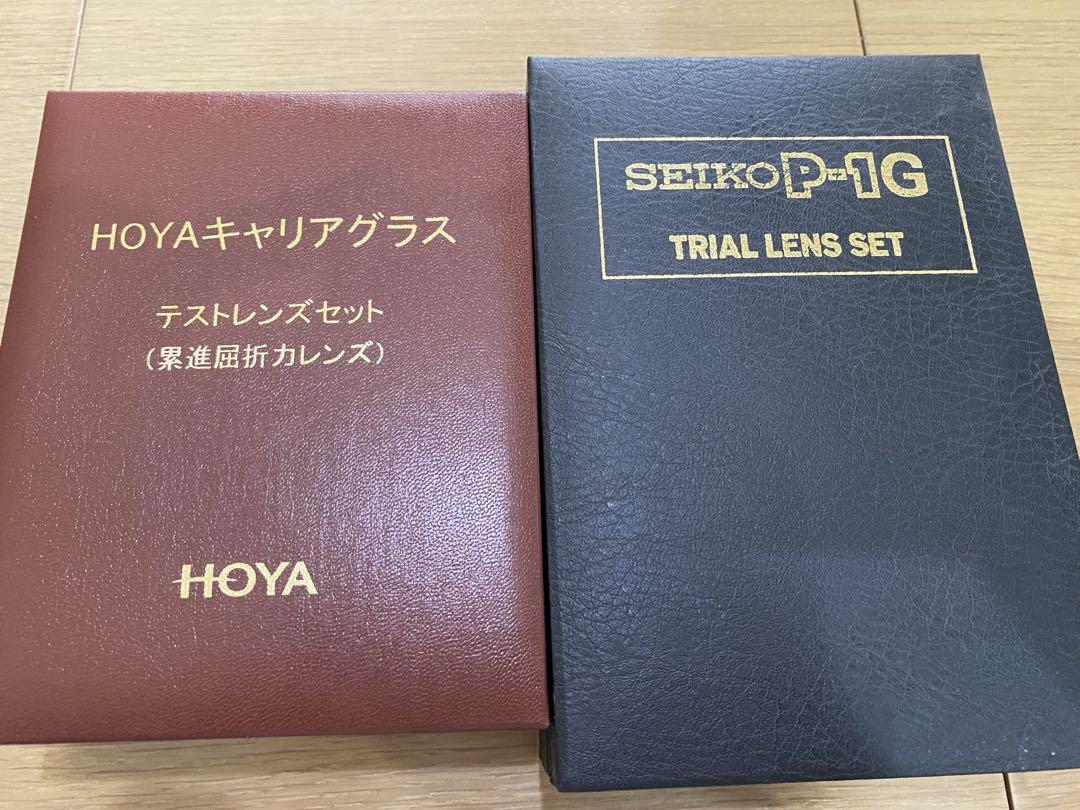 HOYAキャリアグラス
テストレンズセット
(累進屈折力レンズ)
HOYA
SEIKO P-1G
TRIAL LENS SET